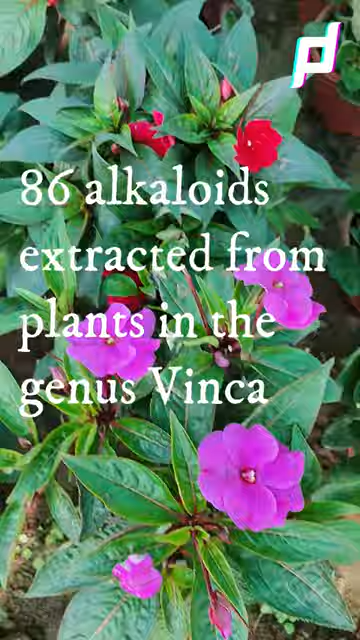 86 alkaloids
extracted from
plants in the
genus Vinca